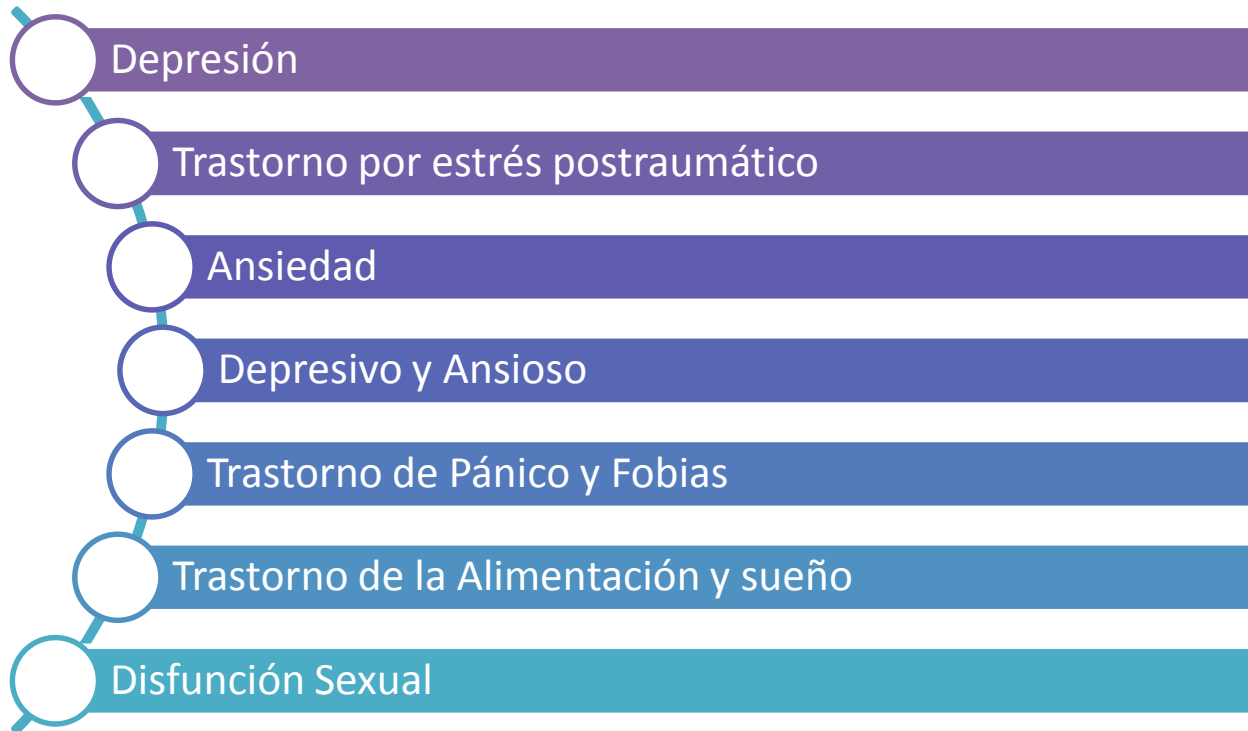 Depresión
Trastorno por estrés postraumático
Ansiedad
Depresivo y Ansioso
Trastorno de Pánico y Fobias
Trastorno de la Alimentación y sueño
Disfunción Sexual